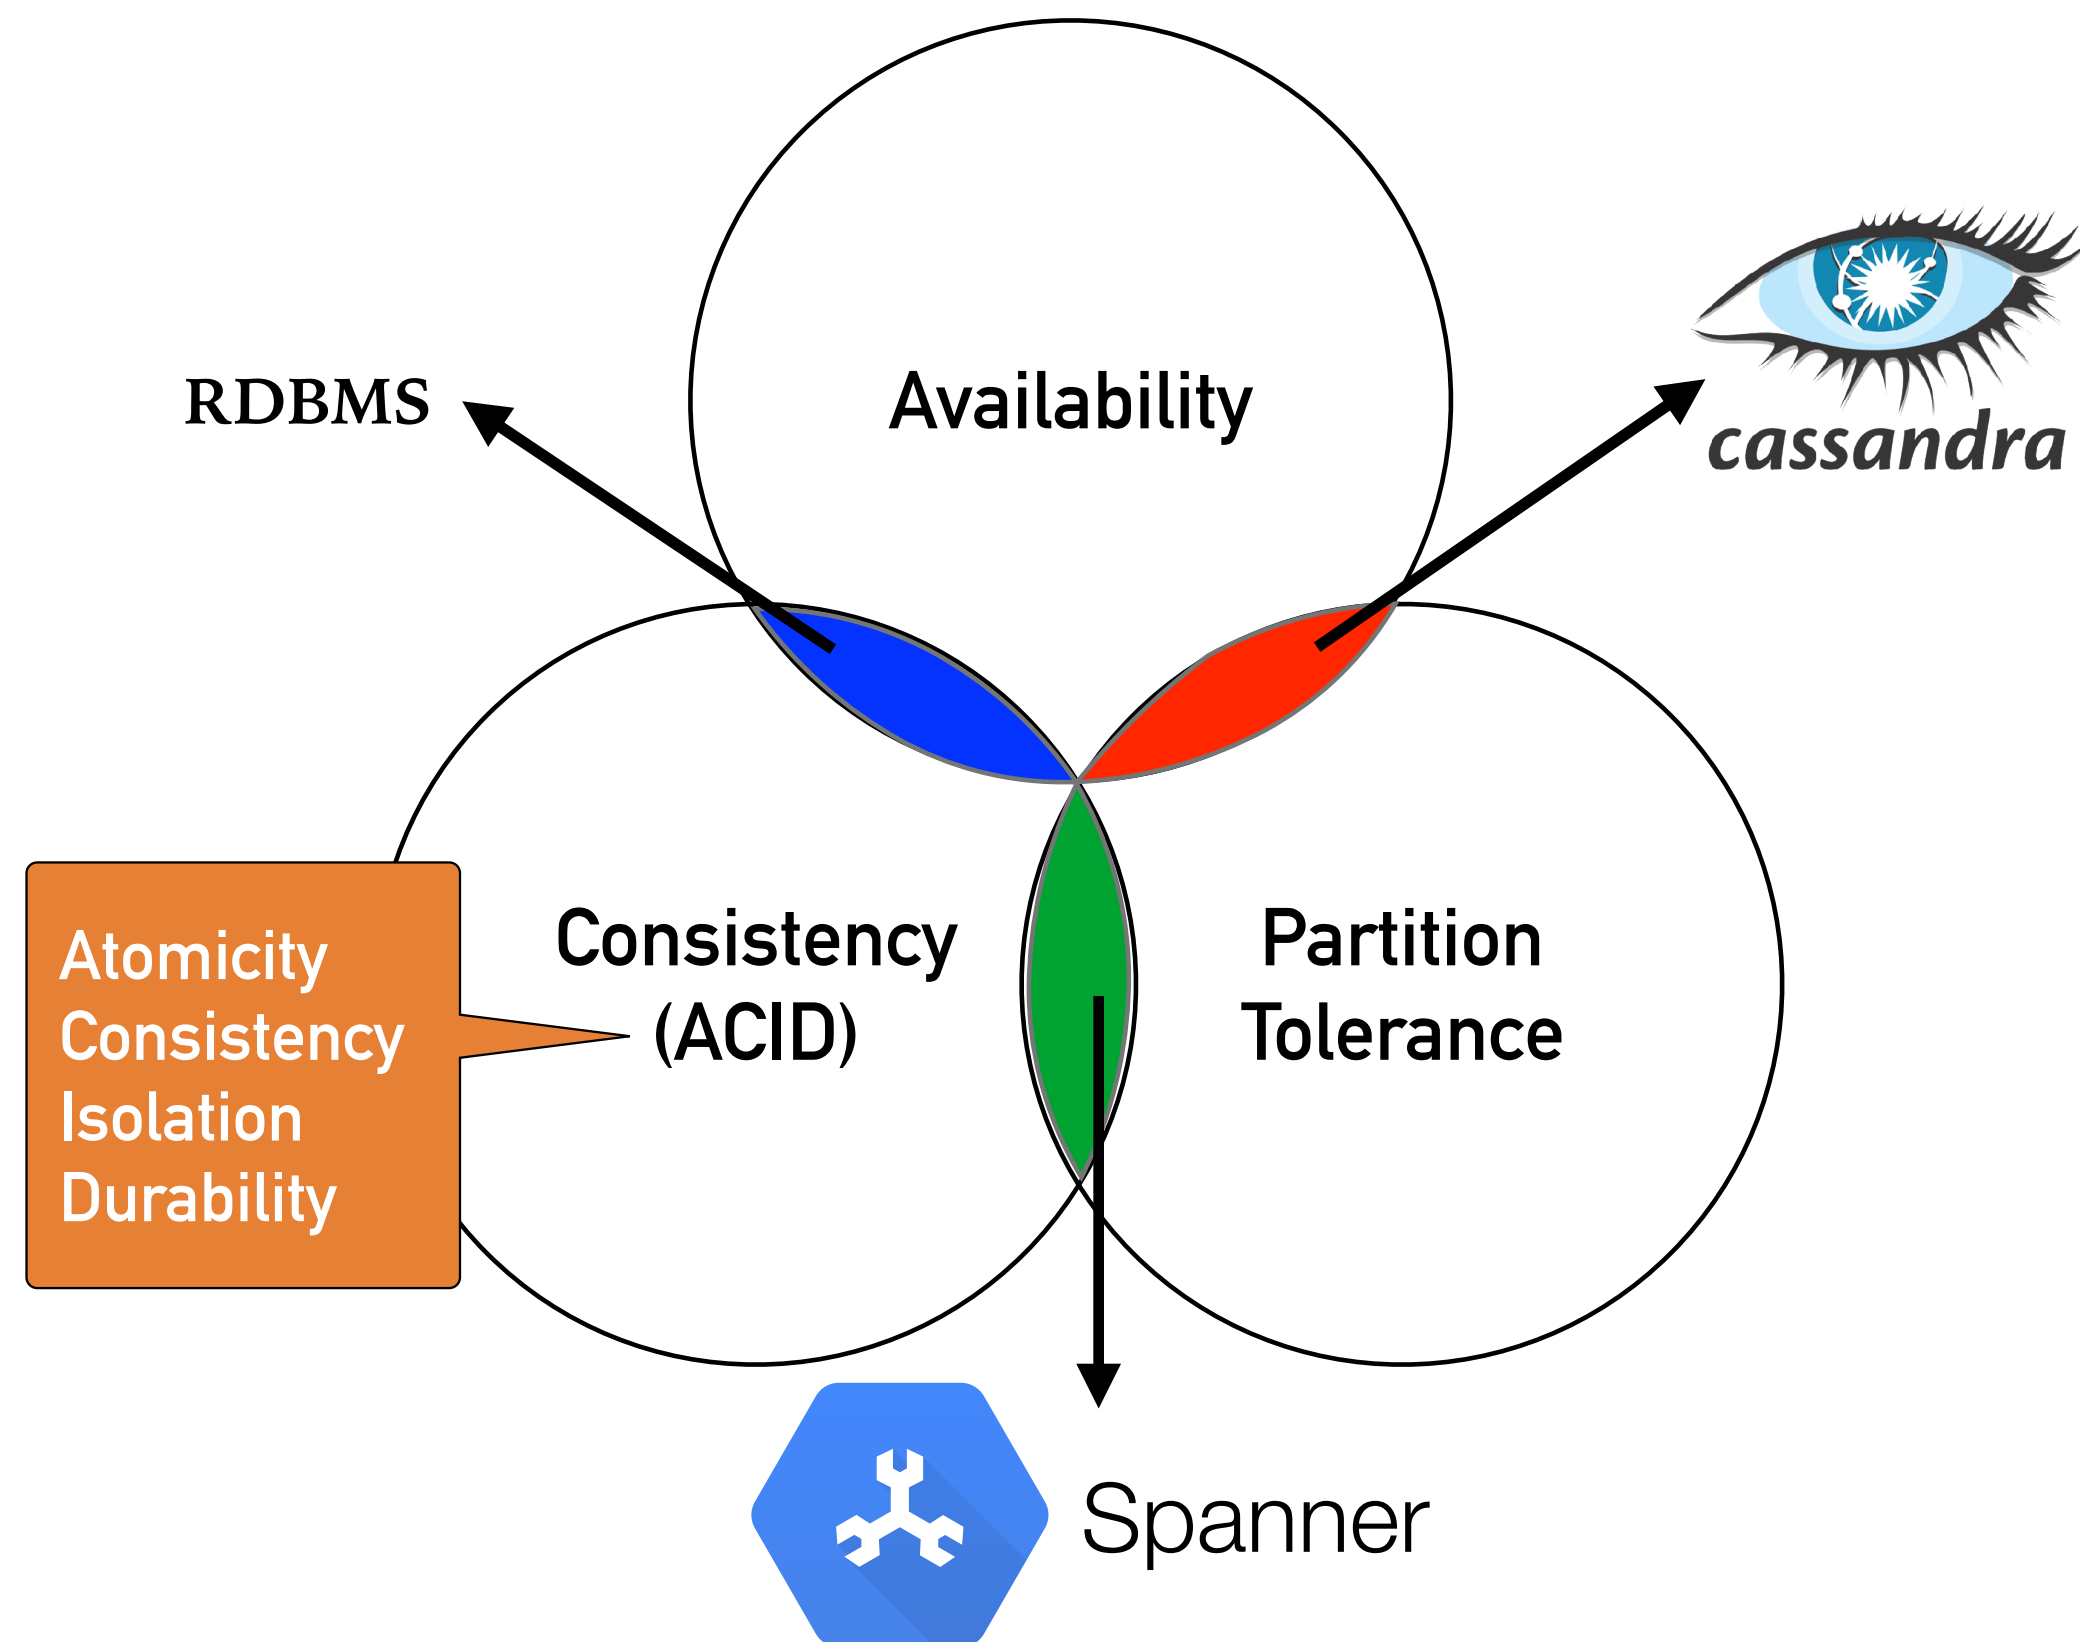 Availability
RDBMS
cassandra
Consistency
(ACID)
Partition
Tolerance
Atomicity
Consistency
Isolation
Durability
Spanner